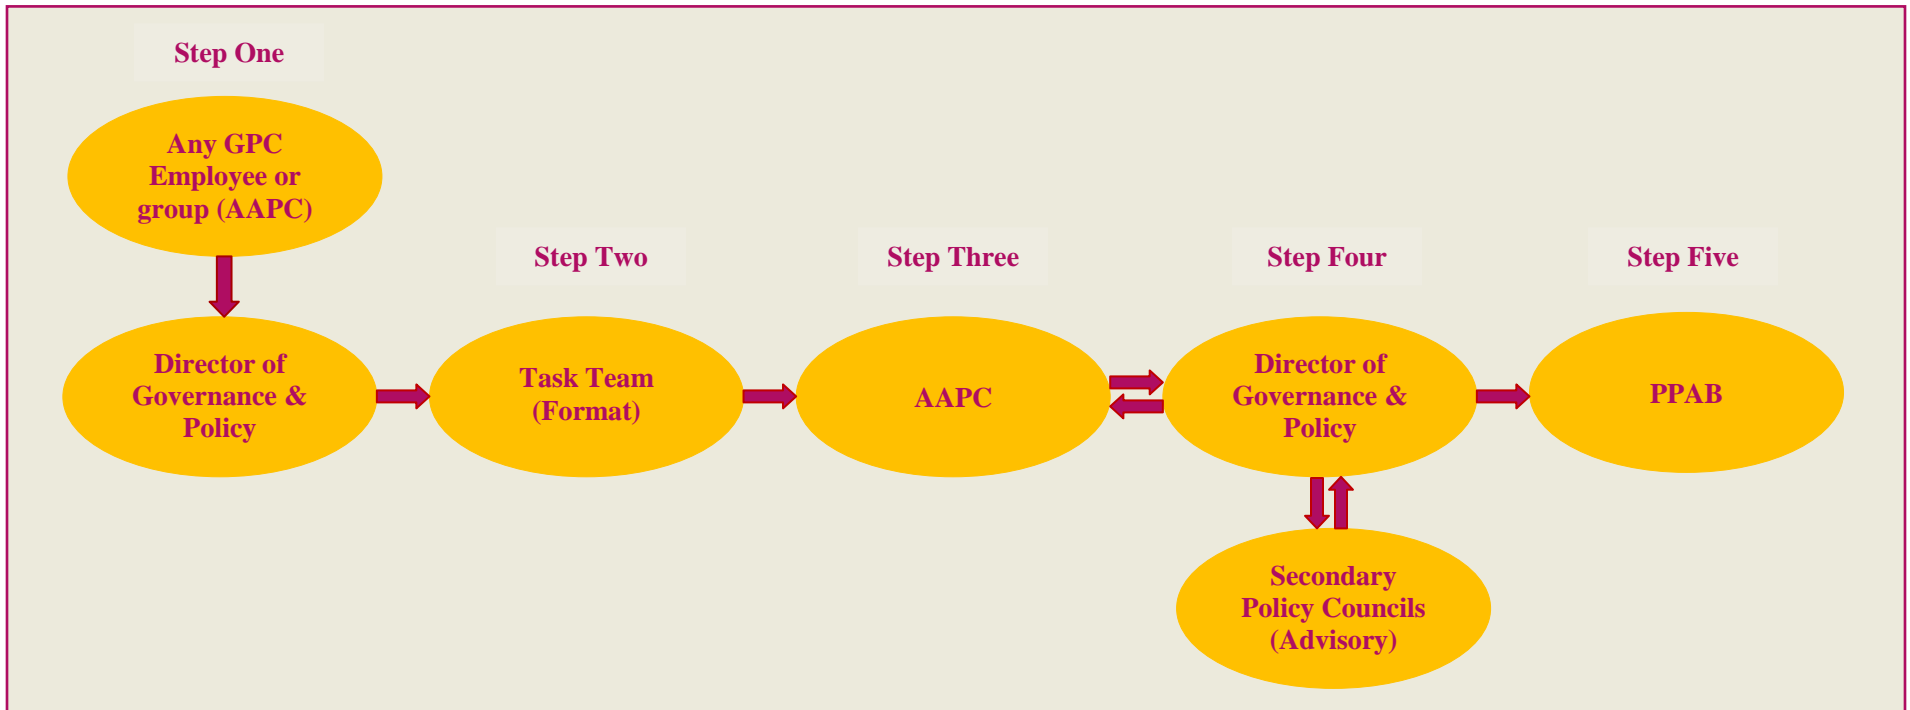 Step One
Any GPC
Employee or
group (AAPC)
Director of
Governance &
Policy
Step Two
Task Team
(Format)
Step Three
AAPC
Step Four
Director of
Governance &
Policy
Secondary
Policy Councils
(Advisory)
Step Five
PPAB